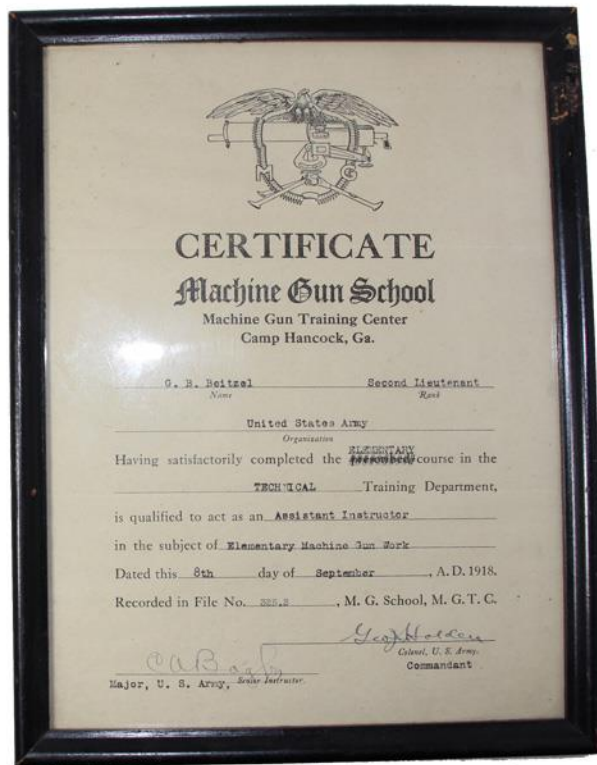 M G
CERTIFICATE
Machine Gun School
Machine Gun Training Center
Camp Hancock, Ga.
G. B. Beitzel Second Lieutenant
Name Rank
United States Army
Organization
ELEMENTARY
Having satisfactorily completed the prescribed course in the
TECHNICAL Training Department,
is qualified to act as an Assistant Instructor
in the subject of Elementary Machine Gun Work
Dated this 8th day of September , A. D. 1918.
Recorded in File No. , M. G. School, M. G. T. C.
Geo J Holden
Colonel, U. S. Army.
Commandant
C A
Major, U. S. Army, Senior Instructor.